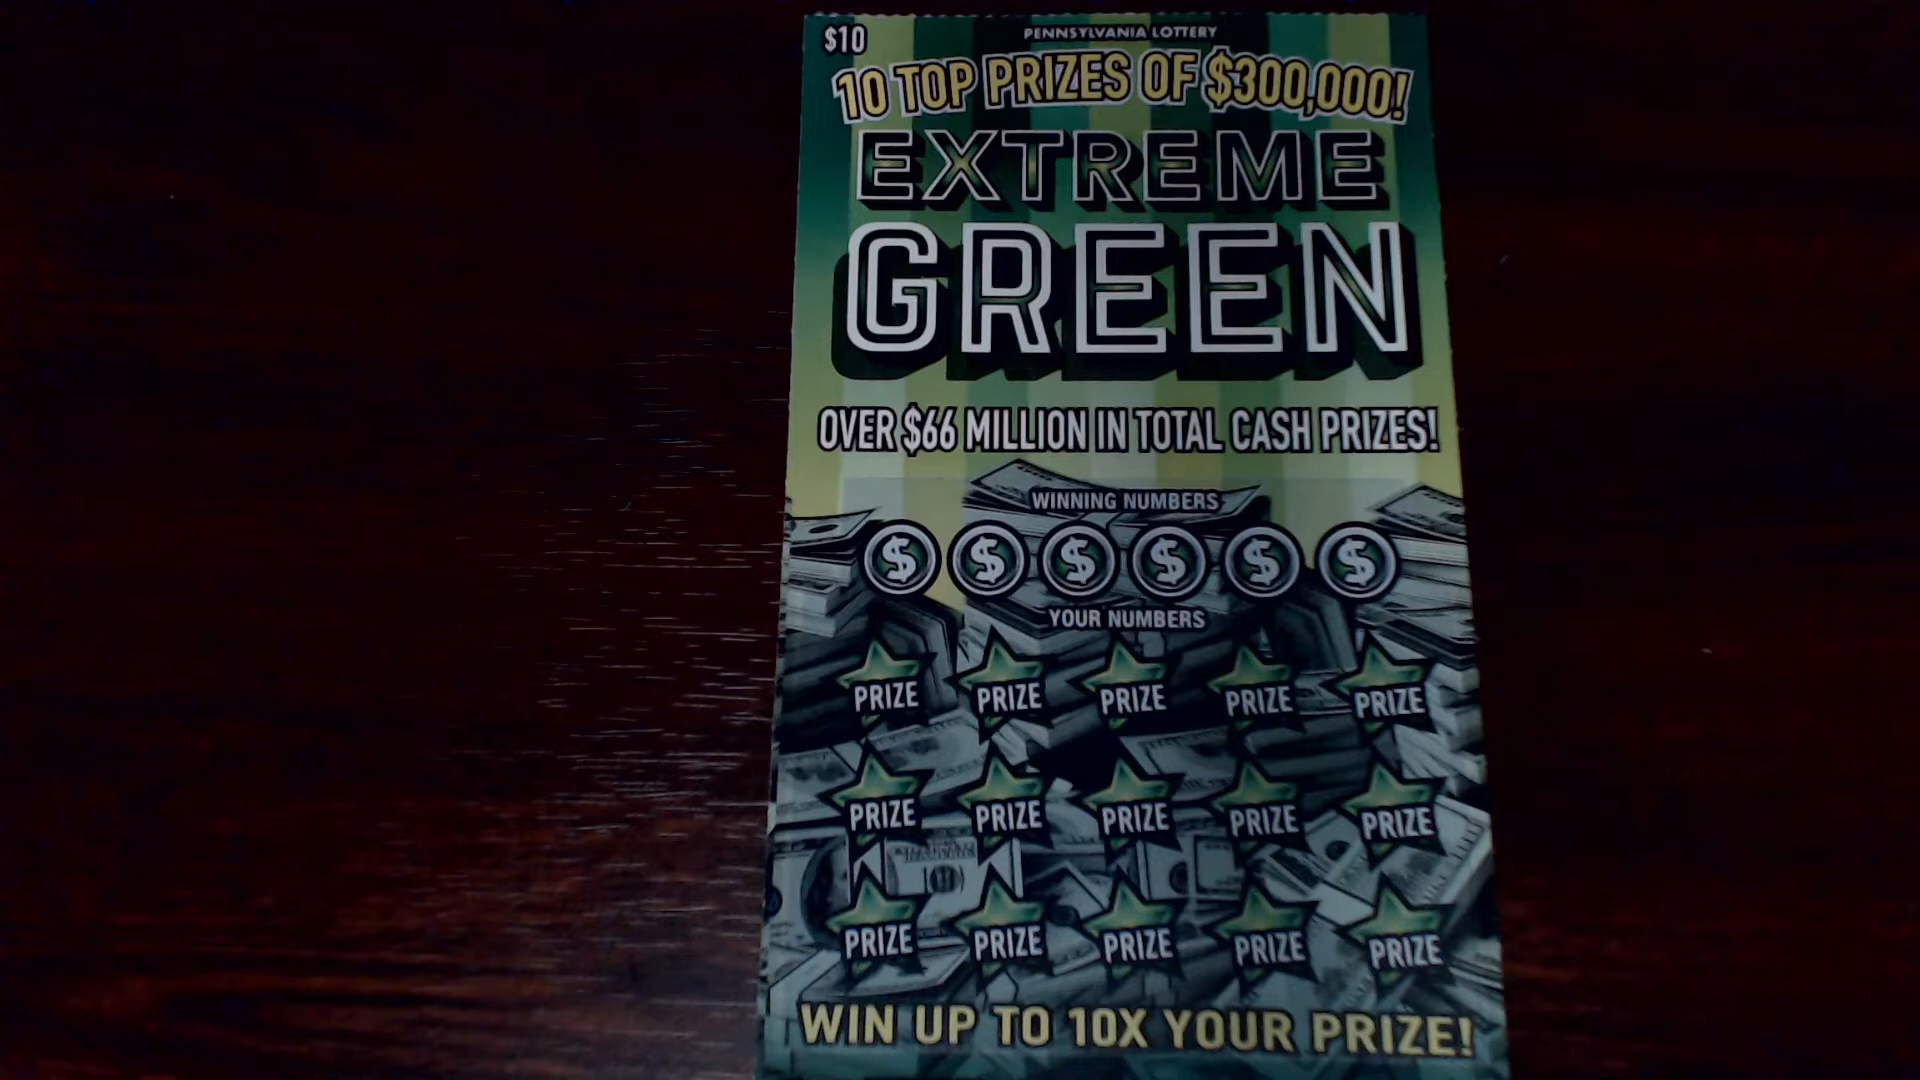 $10
PENNSYLVANIA LOTTERY
10 TOP PRIZES OF $300,000!
EXTREME
GREEN
OVER $66 MILLION IN TOTAL CASH PRIZES!
WINNING NUMBERS
$ $ $ $ $ $
YOUR NUMBERS
PRIZE PRIZE PRIZE PRIZE PRIZE
PRIZE PRIZE PRIZE PRIZE PRIZE
PRIZE PRIZE PRIZE PRIZE PRIZE
WIN UP TO 10X YOUR PRIZE!